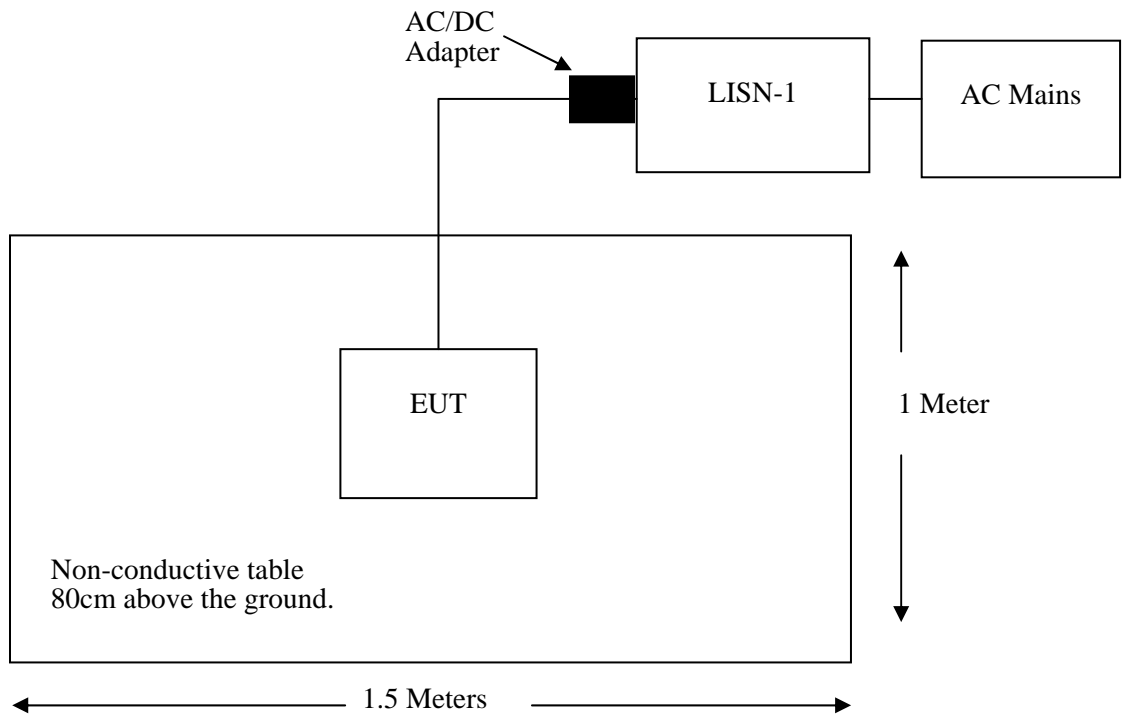 AC/DC
Adapter
LISN-1
AC Mains
EUT
1 Meter
Non-conductive table
80cm above the ground.
1.5 Meters